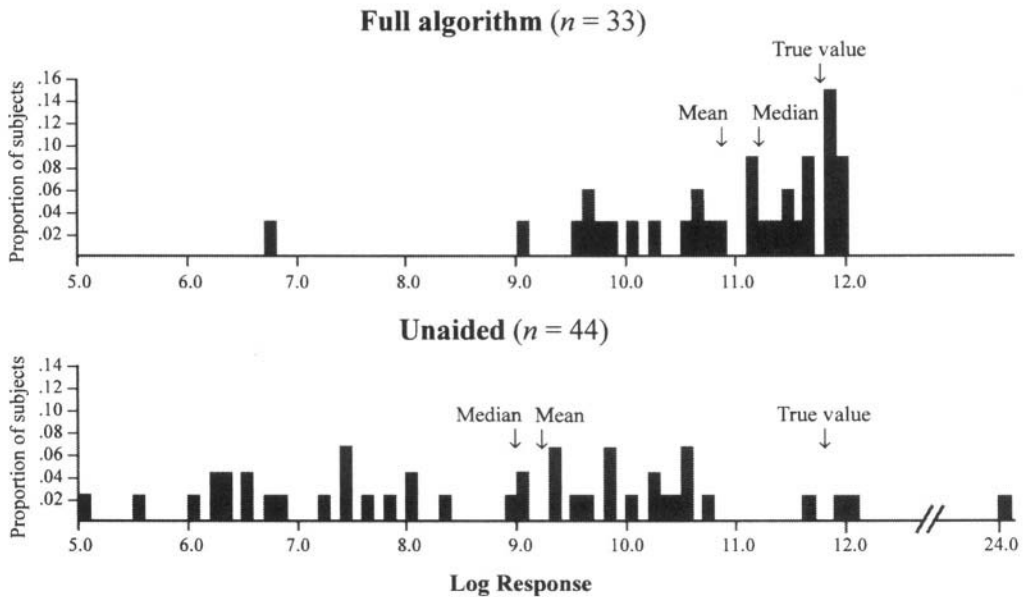 Full algorithm (n = 33)
True value
Mean
Median
Proportion of subjects
.16
.14
.12
.10
.08
.06
.04
.02
5.0 6.0 7.0 8.0 9.0 10.0 11.0 12.0
Unaided (n = 44)
Median
Mean
True value
Proportion of subjects
.14
.12
.10
.08
.06
.04
.02
5.0 6.0 7.0 8.0 9.0 10.0 11.0 12.0 24.0
Log Response